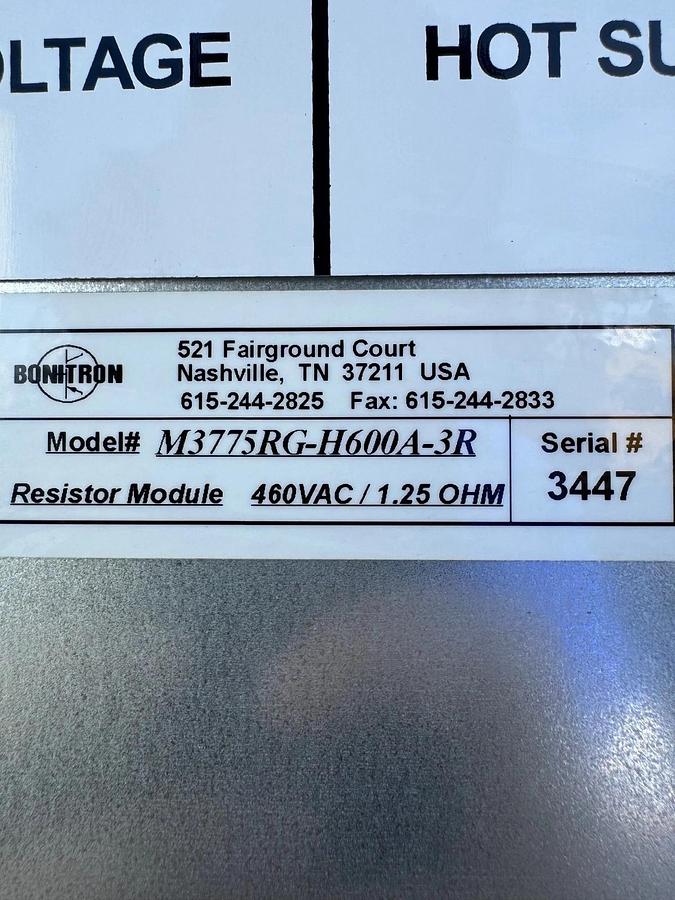 OLTAGE
HOT SU
BONITRON
521 Fairground Court
Nashville, TN 37211 USA
615-244-2825 Fax: 615-244-2833
Model# M3775RG-H600A-3R
Resistor Module 460VAC / 1.25 OHM
Serial #
3447